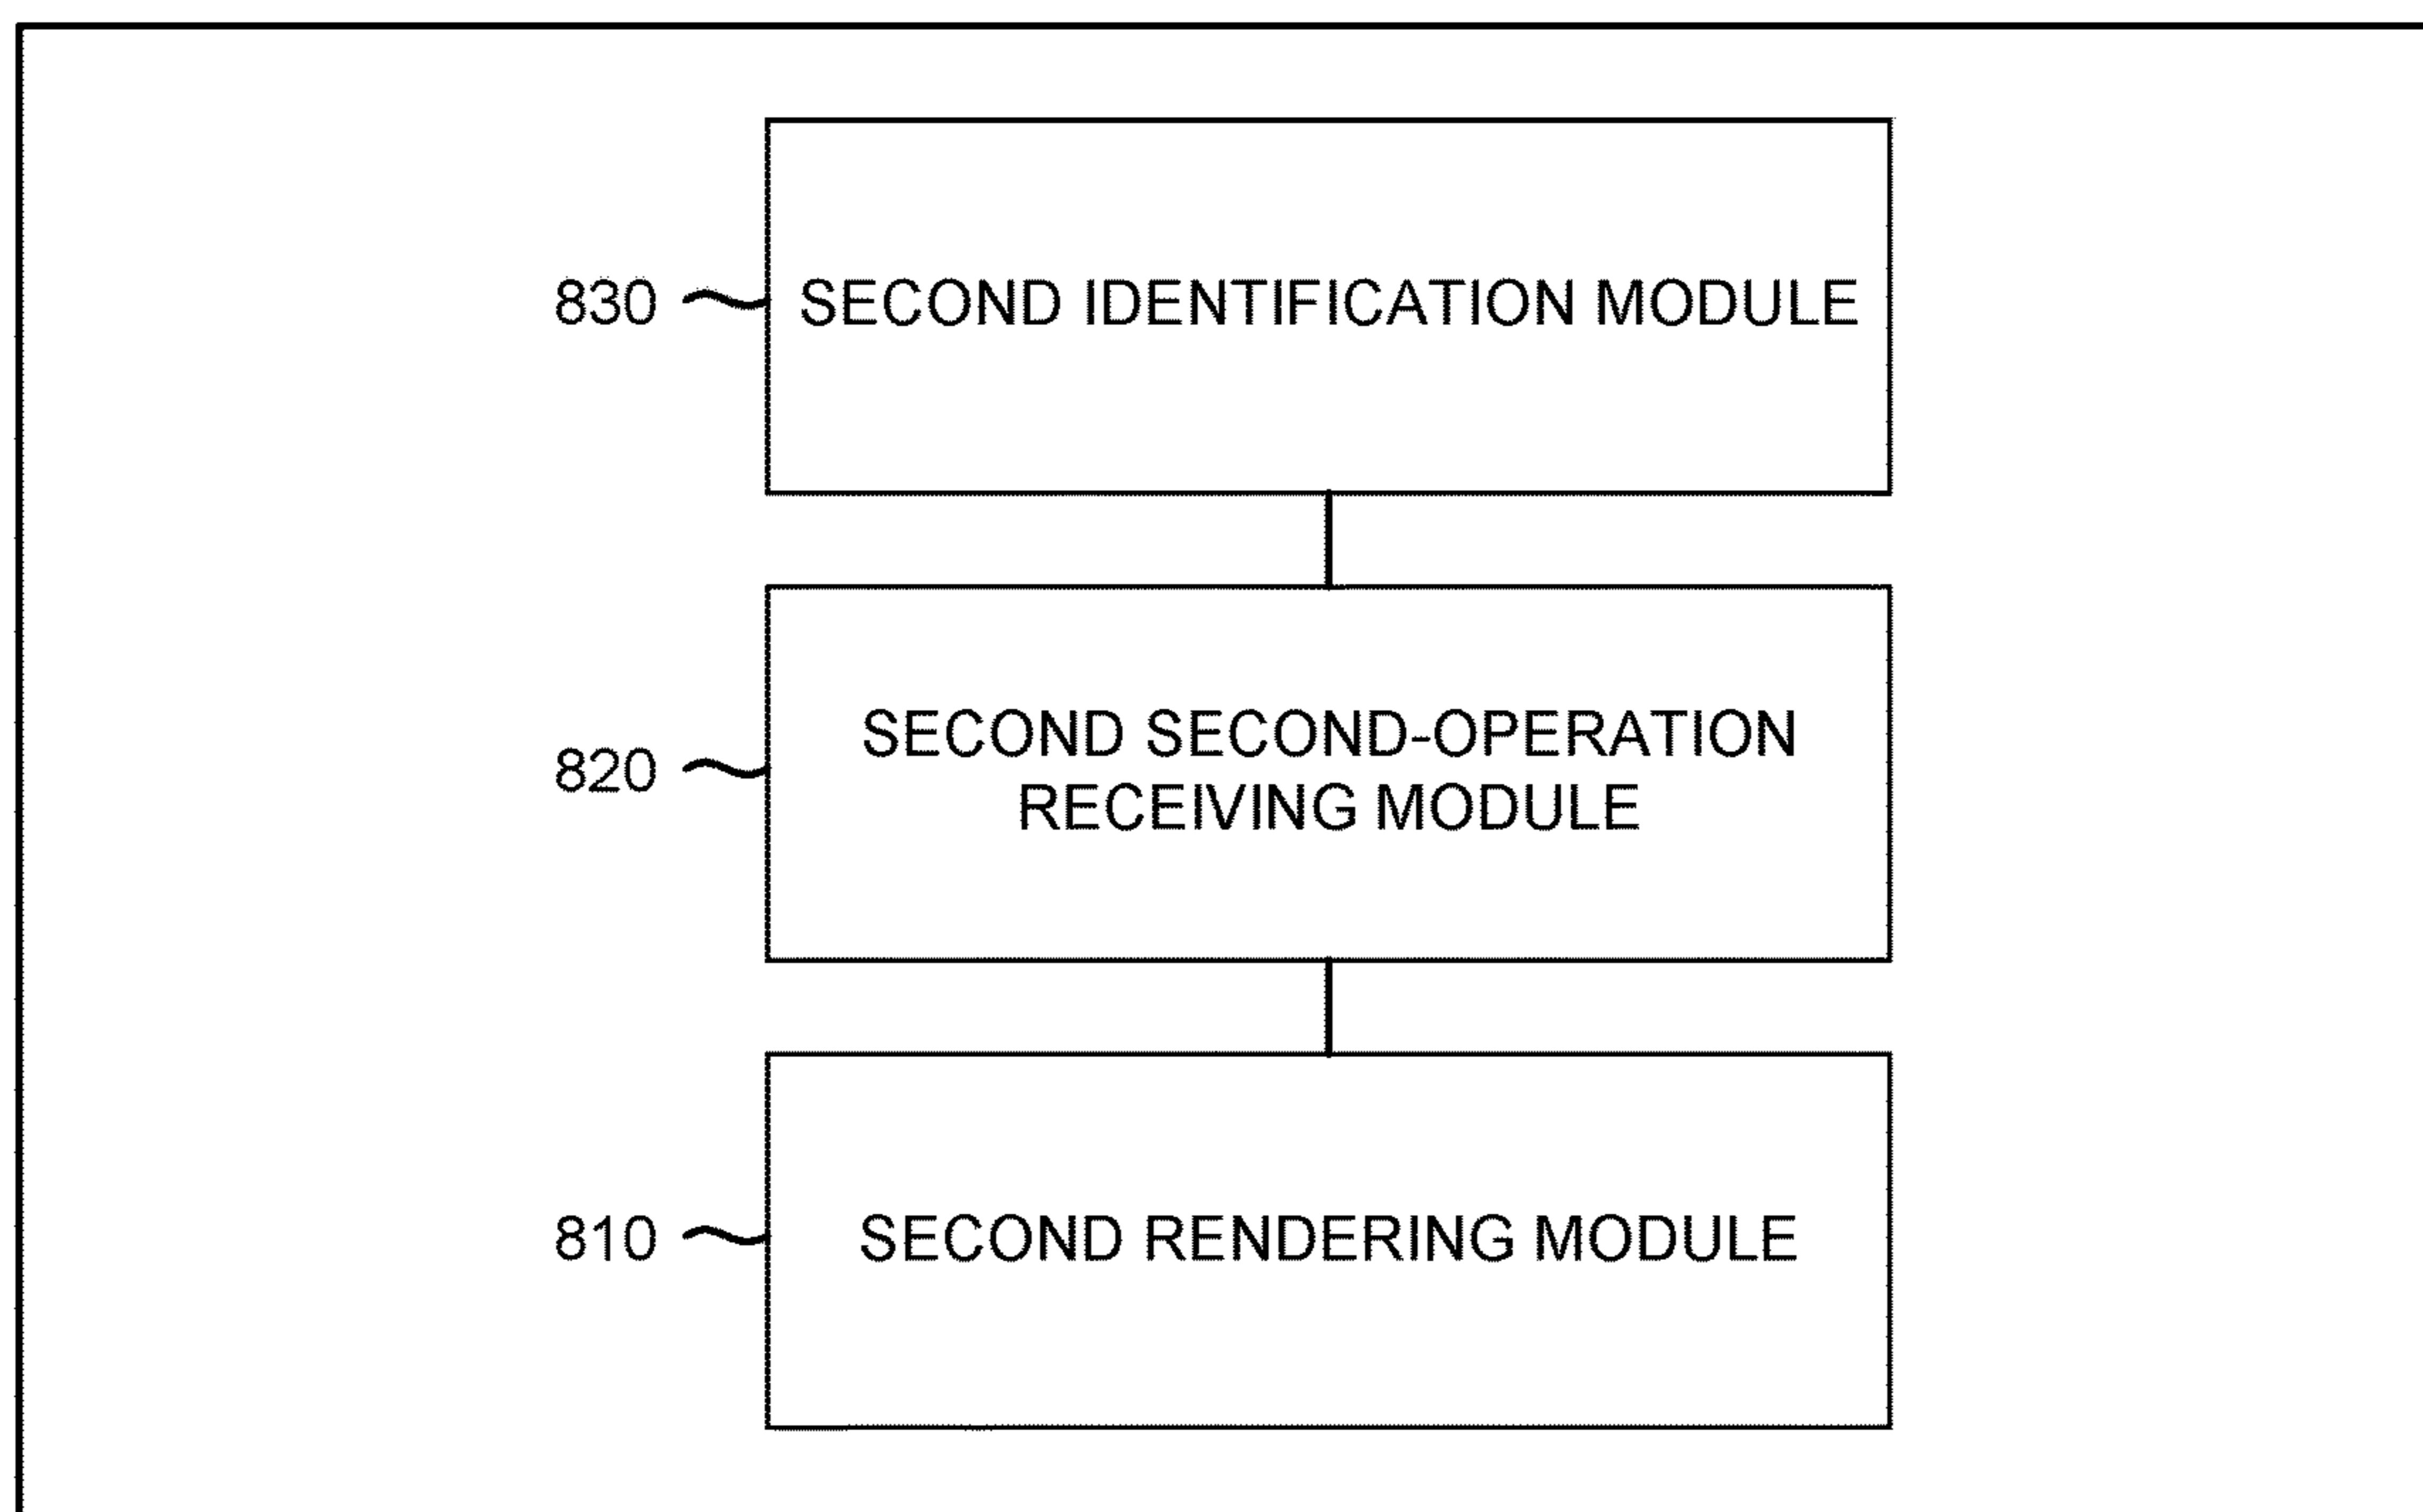 830 SECOND IDENTIFICATION MODULE
SECOND SECOND-OPERATION
820
RECEIVING MODULE
810 SECOND RENDERING MODULE